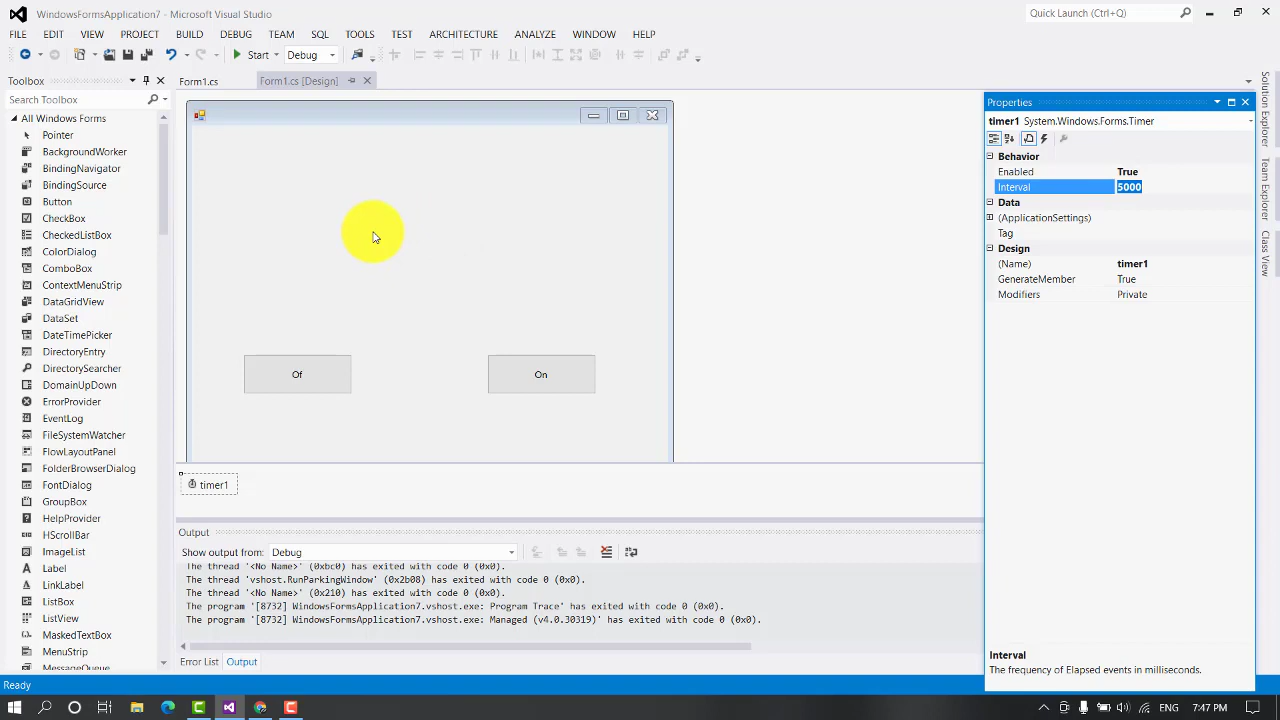 WindowsFormsApplication7 - Microsoft Visual Studio
Quick Launch (Ctrl+Q)
FILE EDIT VIEW PROJECT BUILD DEBUG TEAM SQL TOOLS TEST ARCHITECTURE ANALYZE WINDOW HELP
Start Debug
Toolbox
Form1.cs
Form1.cs [Design]
Search Toolbox
All Windows Forms
Pointer
BackgroundWorker
BindingNavigator
BindingSource
Button
CheckBox
CheckedListBox
ColorDialog
ComboBox
ContextMenuStrip
DataGridView
DataSet
DateTimePicker
DirectoryEntry
DirectorySearcher
DomainUpDown
ErrorProvider
EventLog
FileSystemWatcher
FlowLayoutPanel
FolderBrowserDialog
FontDialog
GroupBox
HelpProvider
HScrollBar
ImageList
Label
LinkLabel
ListBox
ListView
MaskedTextBox
MenuStrip
MessageQueue
Of
On
timer1
Output
Show output from: Debug
The thread '<No Name>' (0xbc0) has exited with code 0 (0x0).
The thread 'vshost.RunParkingWindow' (0x2b08) has exited with code 0 (0x0).
The thread '<No Name>' (0x210) has exited with code 0 (0x0).
The program '[8732] WindowsFormsApplication7.vshost.exe: Program Trace' has exited with code 0 (0x0).
The program '[8732] WindowsFormsApplication7.vshost.exe: Managed (v4.0.30319)' has exited with code 0 (0x0).
Error List Output
Properties
timer1 System.Windows.Forms.Timer
Behavior
Enabled True
Interval 5000
Data
(ApplicationSettings)
Tag
Design
(Name) timer1
GenerateMember True
Modifiers Private
Interval
The frequency of Elapsed events in milliseconds.
Solution Explorer
Team Explorer
Class View
Ready
ENG 7:47 PM